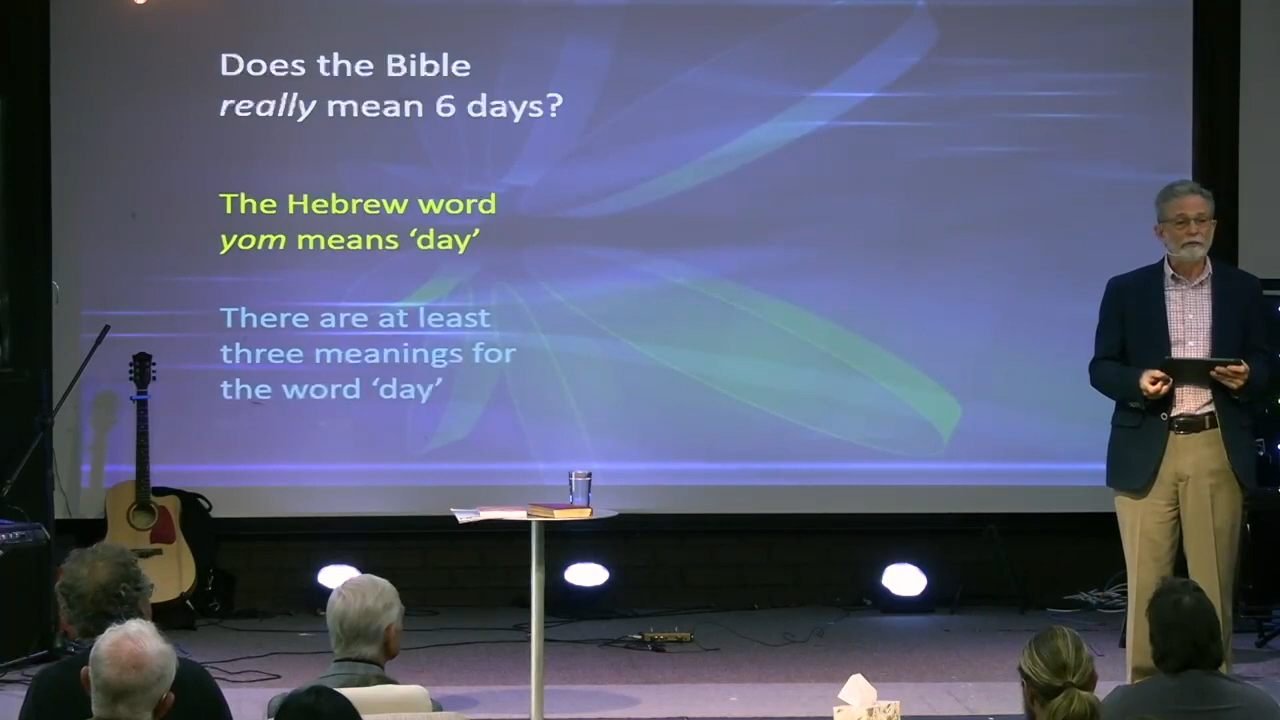 Does the Bible
really mean 6 days?
The Hebrew word
yom means ‘day’
There are at least
three meanings for
the word ‘day’